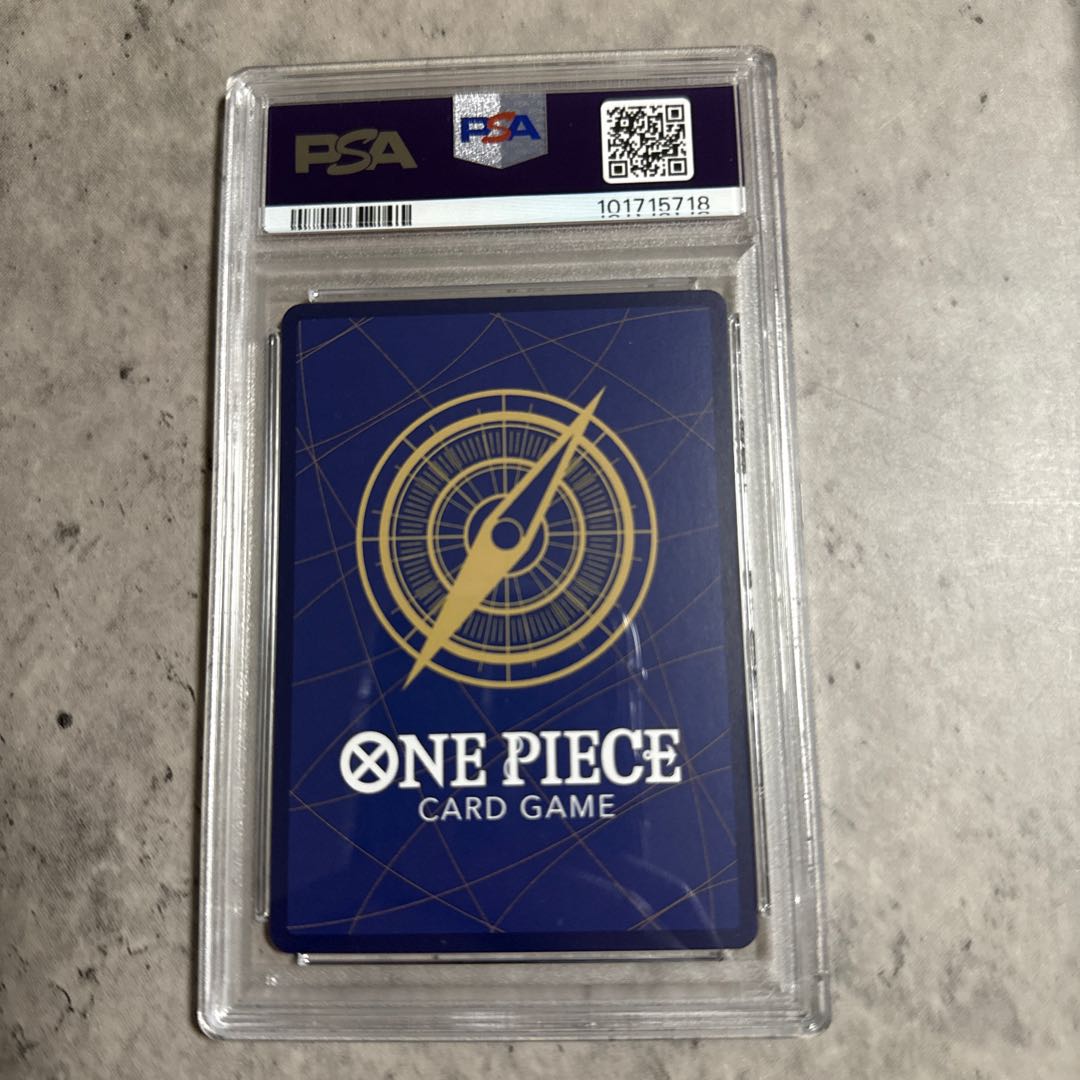 PSA
PSA
101715718
ONE PIECE
CARD GAME